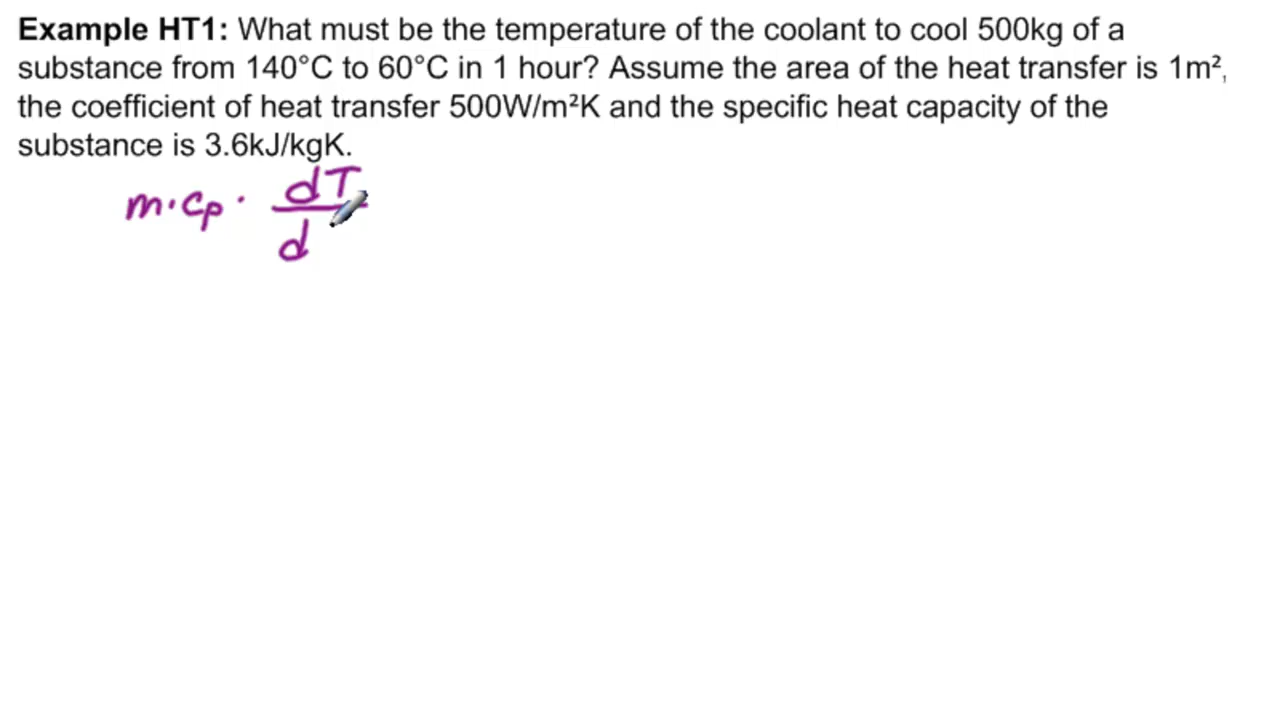 Example HT1: What must be the temperature of the coolant to cool 500kg of a
substance from 140°C to 60°C in 1 hour? Assume the area of the heat transfer is 1m²,
the coefficient of heat transfer 500W/m²K and the specific heat capacity of the
substance is 3.6kJ/kgK.
m·Cp · dT
d